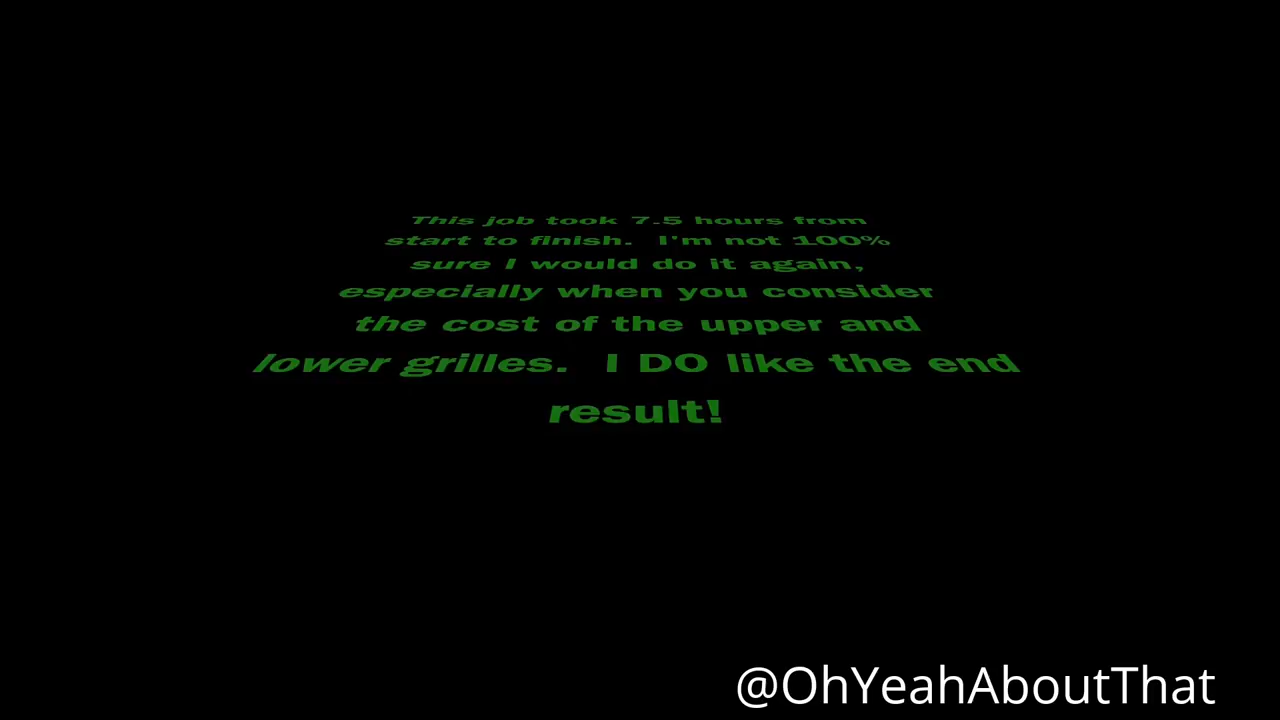 This job took 7.5 hours from
start to finish.  I'm not 100%
sure I would do it again,
especially when you consider
the cost of the upper and
lower grilles.  I DO like the end
result!
@OhYeahAboutThat